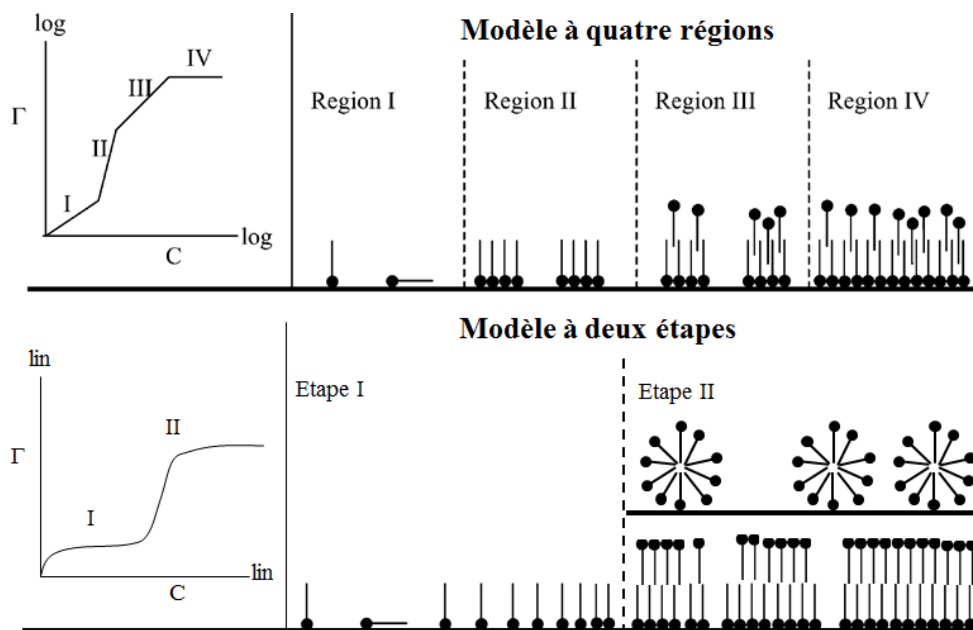 Modèle à quatre régions
log
IV
III
Γ
II
I
log
C
Region I
Region II
Region III
Region IV
Modèle à deux étapes
lin
II
Γ
I
lin
C
Etape I
Etape II